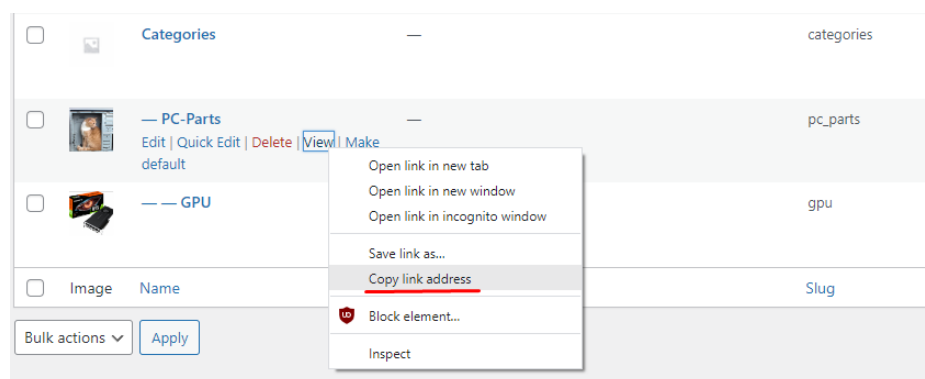 Categories — categories
— PC-Parts — pc_parts
Edit | Quick Edit | Delete | View | Make
default
Open link in new tab
Open link in new window
Open link in incognito window
Save link as...
Copy link address
Block element...
Inspect
— — GPU gpu
Image Name Slug
Bulk actions Apply